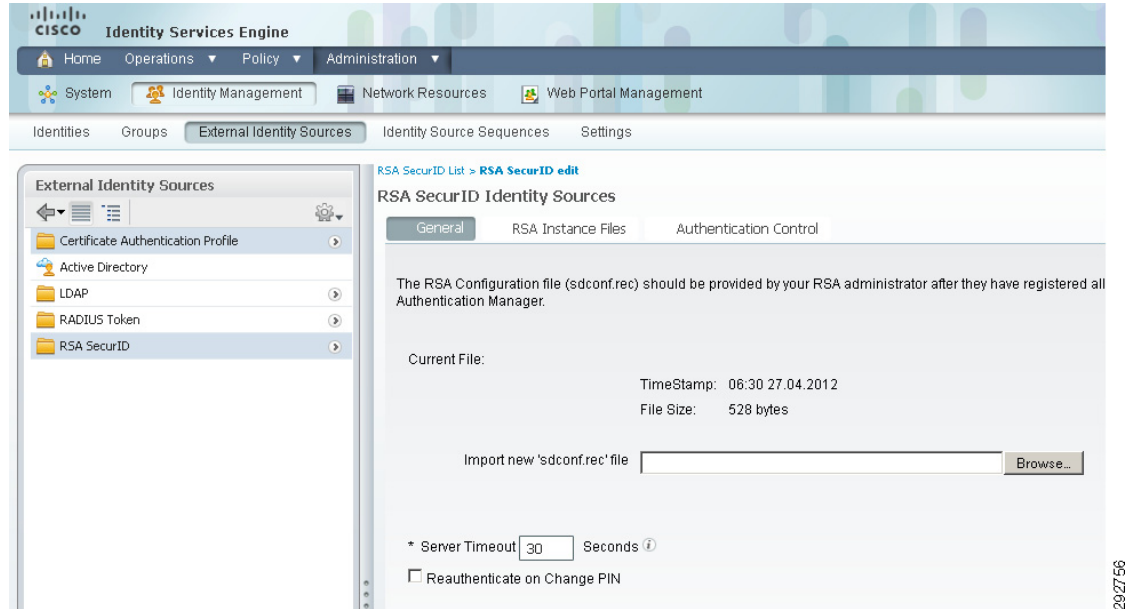 CISCO Identity Services Engine
Home Operations Policy Administration
System Identity Management Network Resources Web Portal Management
Identities Groups External Identity Sources Identity Source Sequences Settings
External Identity Sources
Certificate Authentication Profile
Active Directory
LDAP
RADIUS Token
RSA SecurID
RSA SecurID List > RSA SecurID edit
RSA SecurID Identity Sources
General RSA Instance Files Authentication Control
The RSA Configuration file (sdconf.rec) should be provided by your RSA administrator after they have registered all
Authentication Manager.
Current File:
TimeStamp: 06:30 27.04.2012
File Size: 528 bytes
Import new 'sdconf.rec' file Browse...
* Server Timeout 30 Seconds
Reauthenticate on Change PIN
292756